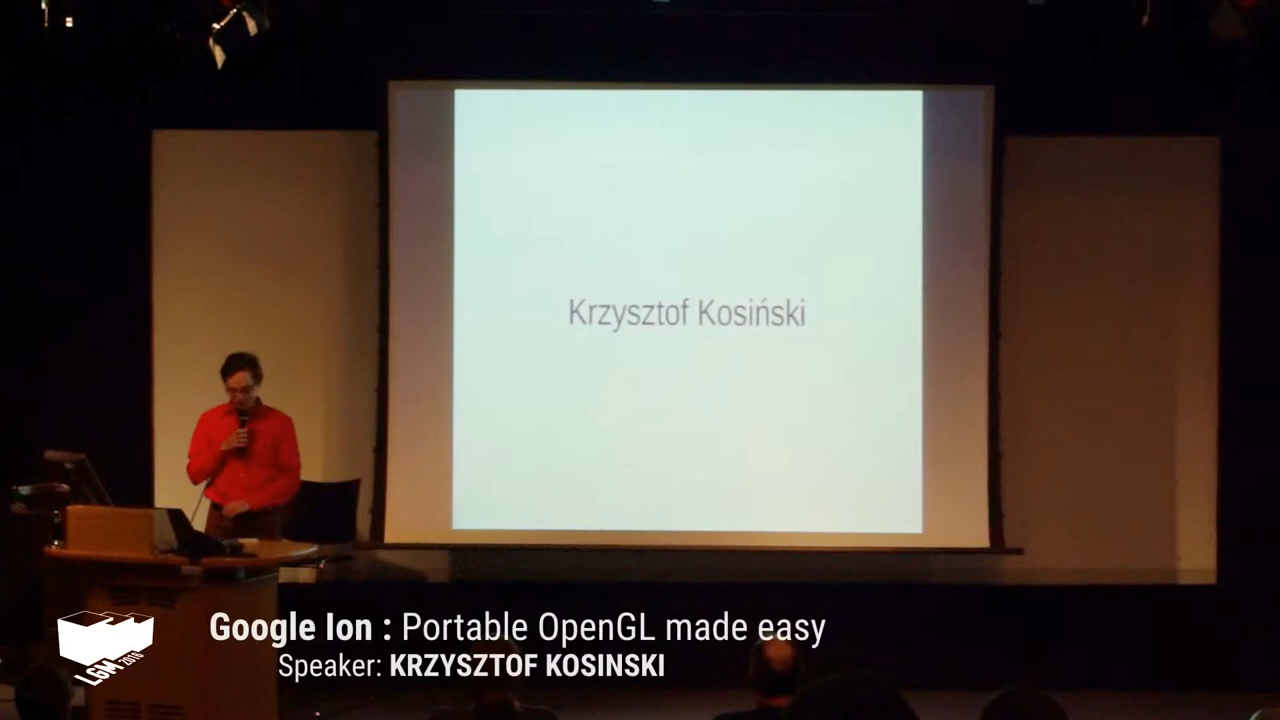 Krzysztof Kosiński
Google Ion : Portable OpenGL made easy
Speaker: KRZYSZTOF KOSINSKI
LGM 2016